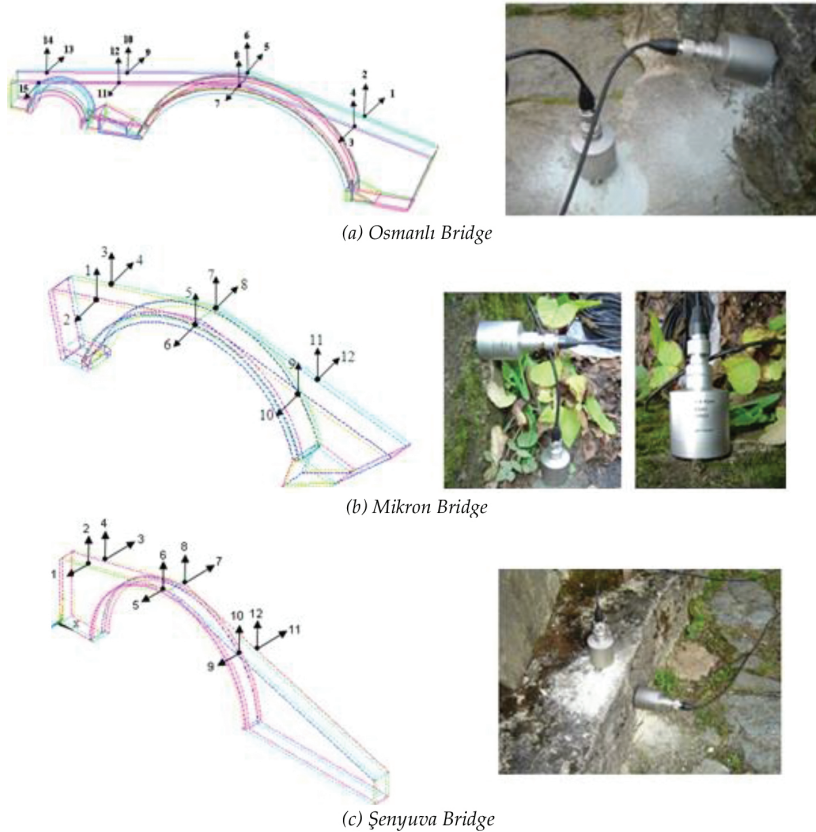 14 13 12 10 9 6 8 5
15 11 7 2 4 1 3
(a) Osmanlı Bridge
3 1 4 7 5 8
2 6 11 9 12 10
(b) Mikron Bridge
4 2 3 8 6 7
1 5 12 10 11 9
(c) Şenyuva Bridge